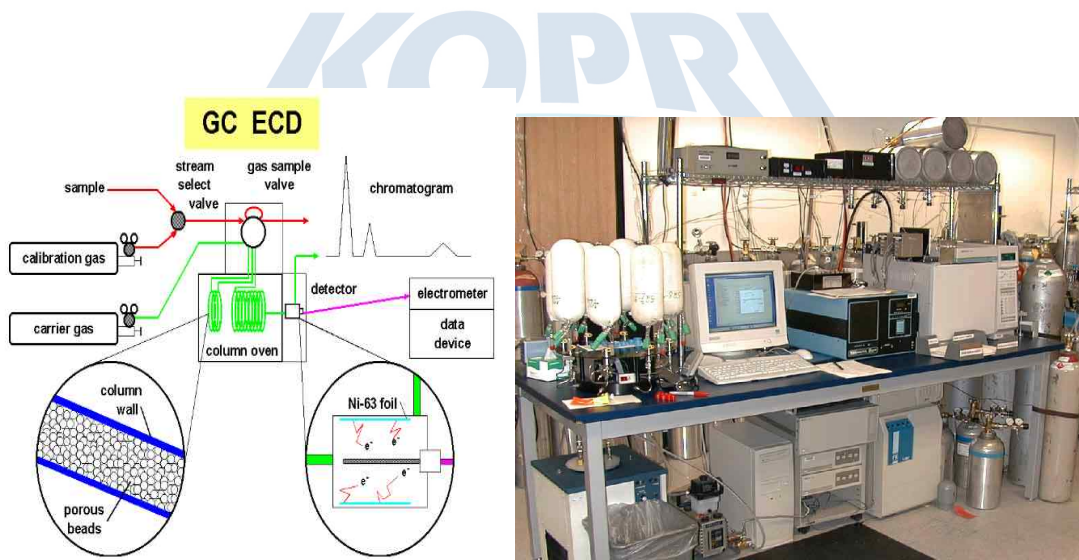 KOPRI
GC ECD
stream
select
valve
gas sample
valve
sample
chromatogram
calibration gas
detector
electrometer
carrier gas
data
device
column oven
column
wall
Ni-63 foil
e-
e-
e-
e-
porous
beads